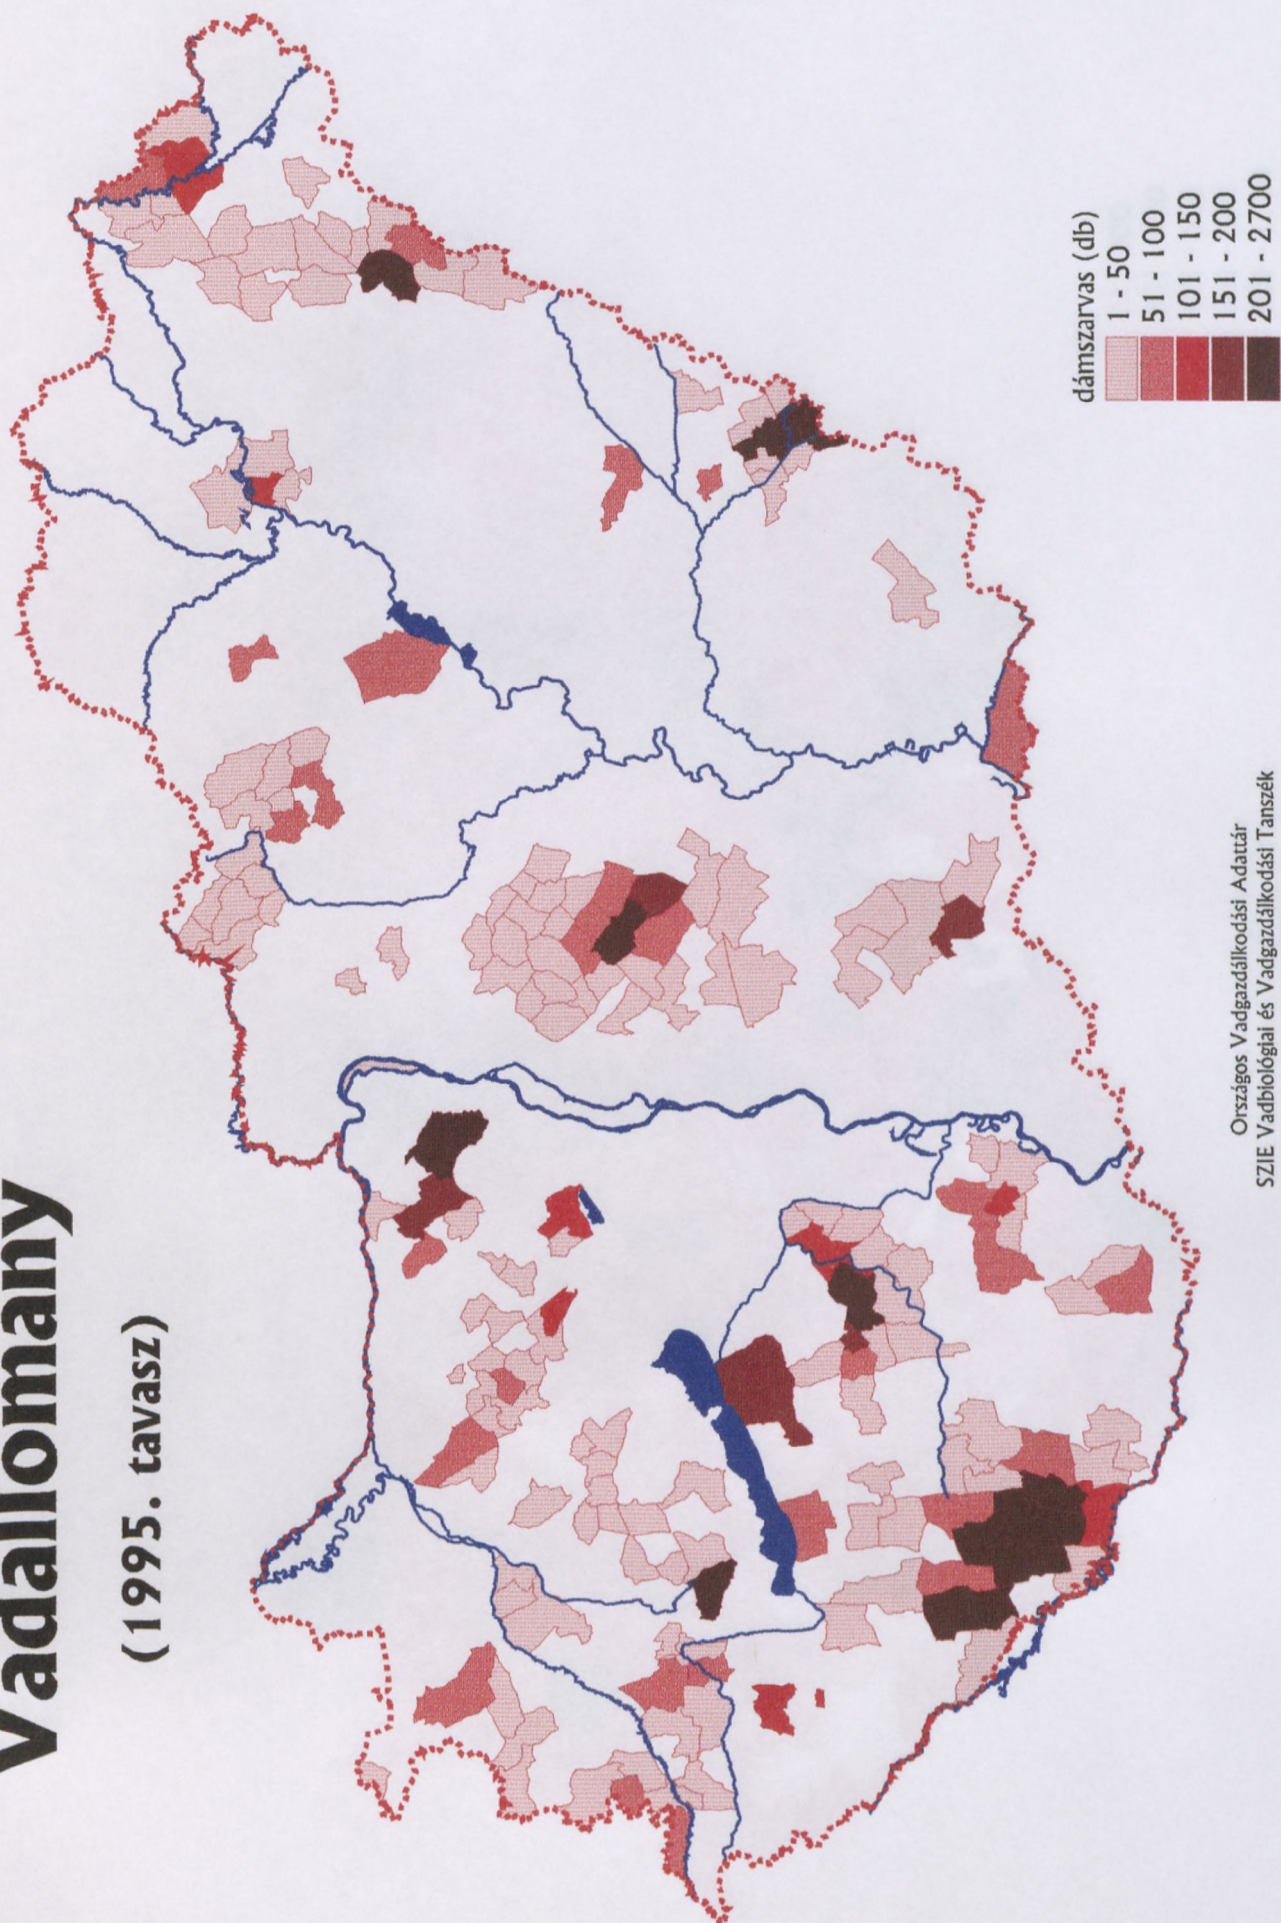 Vadállomány
(1995. tavasz)
dámszarvas (db)
1 - 50
51 - 100
101 - 150
151 - 200
201 - 2700
Országos Vadgazdálkodási Adattár
SZIE Vadbiológiai és Vadgazdálkodási Tanszék